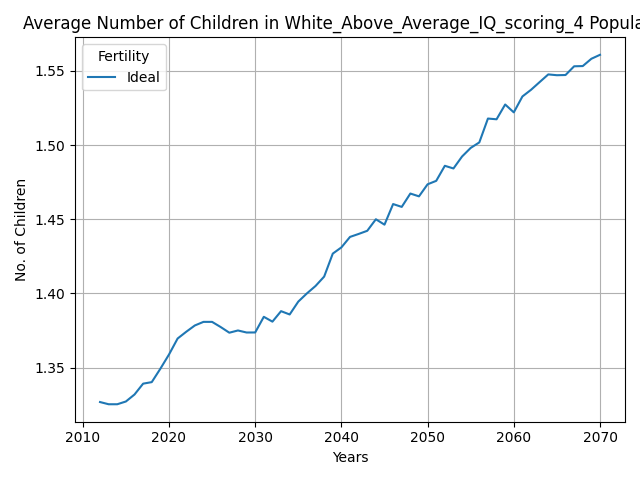 Average Number of Children in White_Above_Average_IQ_scoring_4 Popula
Fertility
Ideal
No. of Children
1.55
1.50
1.45
1.40
1.35
2010 2020 2030 2040 2050 2060 2070
Years